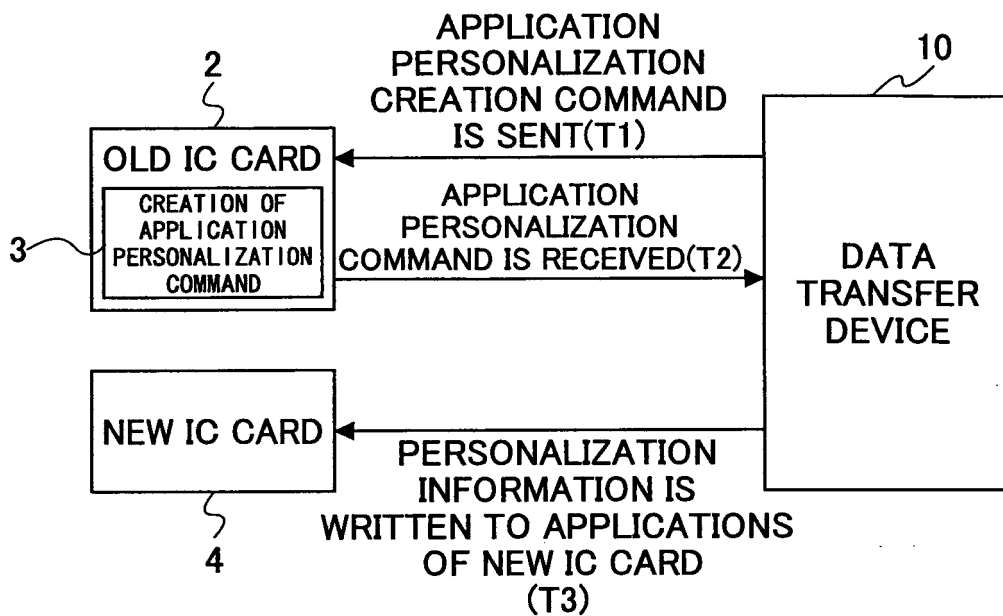 APPLICATION
PERSONALIZATION
CREATION COMMAND
IS SENT(T1)
2
10
OLD IC CARD
CREATION OF
APPLICATION
PERSONALIZATION
COMMAND
3
APPLICATION
PERSONALIZATION
COMMAND IS RECEIVED(T2)
DATA
TRANSFER
DEVICE
NEW IC CARD
4
PERSONALIZATION
INFORMATION IS
WRITTEN TO APPLICATIONS
OF NEW IC CARD
(T3)